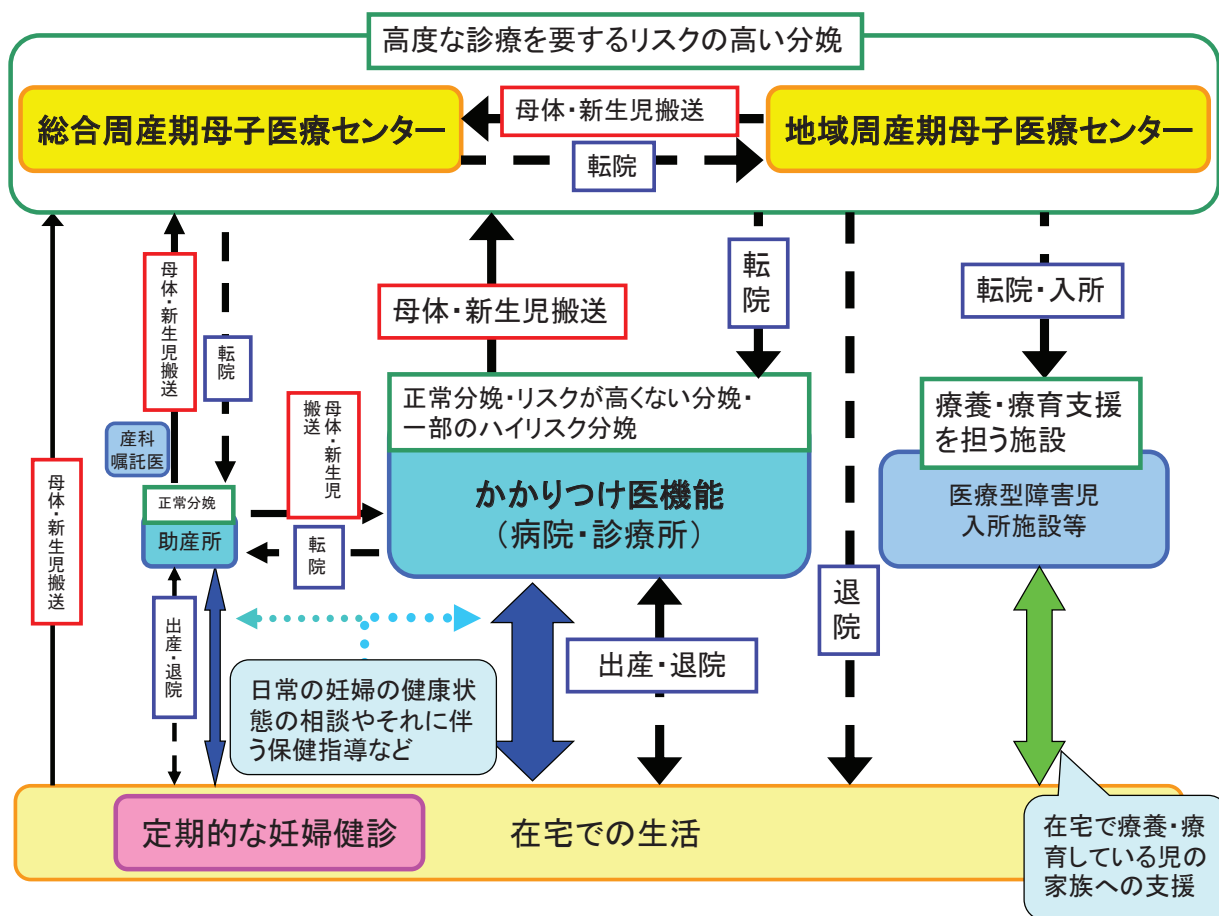 高度な診療を要するリスクの高い分娩
総合周産期母子医療センター
母体・新生児搬送
転院
地域周産期母子医療センター
母体・新生児搬送
転院
母体・新生児搬送
転院
転院・入所
産科
嘱託医
正常分娩
助産所
母体・新生児
搬送
転院
正常分娩・リスクが高くない分娩・
一部のハイリスク分娩
かかりつけ医機能
（病院・診療所）
療養・療育支援
を担う施設
医療型障害児
入所施設等
母体・新生児搬送
出産・退院
日常の妊婦の健康状
態の相談やそれに伴
う保健指導など
出産・退院
退院
定期的な妊婦健診
在宅での生活
在宅で療養・療
育している児の
家族への支援